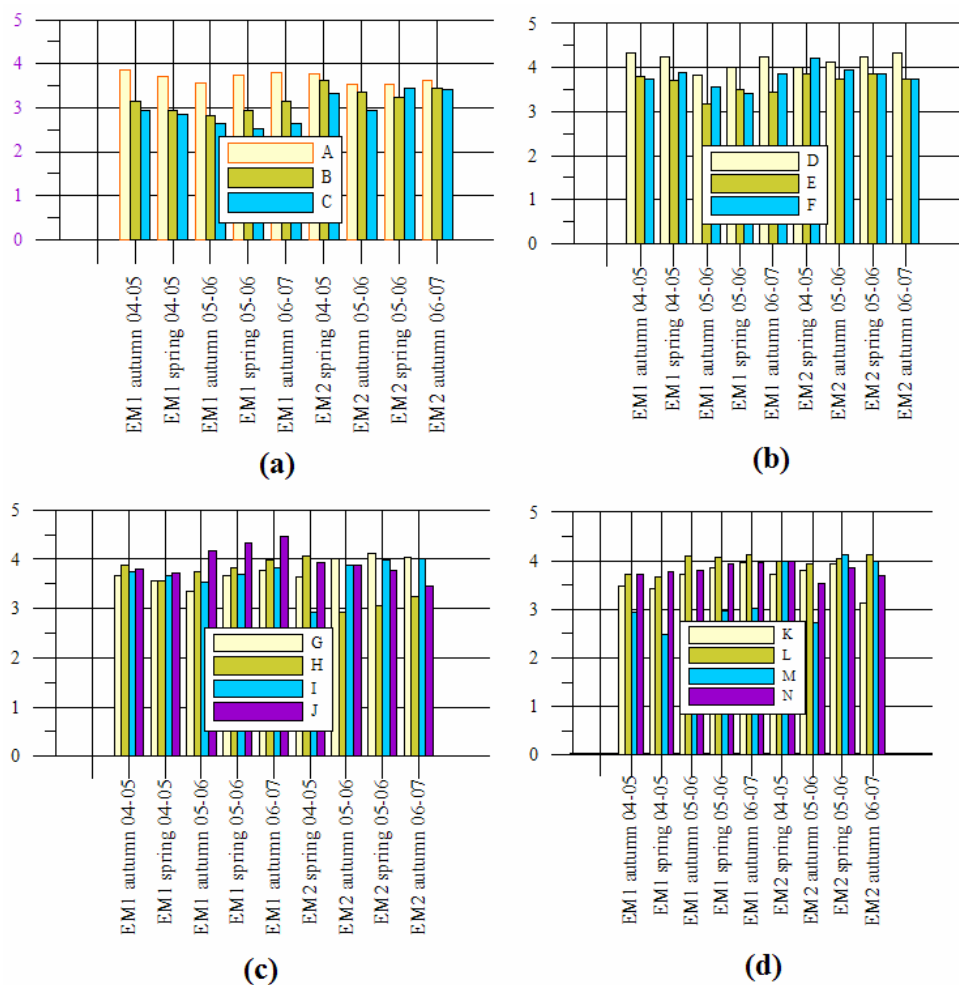 5
4
3
2
1
0
A
B
C
EM1 autumn 04-05
EM1 spring 04-05
EM1 autumn 05-06
EM1 spring 05-06
EM1 autumn 06-07
EM2 spring 04-05
EM2 autumn 05-06
EM2 spring 05-06
EM2 autumn 06-07
(a)
5
4
3
2
1
0
D
E
F
EM1 autumn 04-05
EM1 spring 04-05
EM1 autumn 05-06
EM1 spring 05-06
EM1 autumn 06-07
EM2 spring 04-05
EM2 autumn 05-06
EM2 spring 05-06
EM2 autumn 06-07
(b)
5
4
3
2
1
0
G
H
I
J
EM1 autumn 04-05
EM1 spring 04-05
EM1 autumn 05-06
EM1 spring 05-06
EM1 autumn 06-07
EM2 spring 04-05
EM2 autumn 05-06
EM2 spring 05-06
EM2 autumn 06-07
(c)
5
4
3
2
1
0
K
L
M
N
EM1 autumn 04-05
EM1 spring 04-05
EM1 autumn 05-06
EM1 spring 05-06
EM1 autumn 06-07
EM2 spring 04-05
EM2 autumn 05-06
EM2 spring 05-06
EM2 autumn 06-07
(d)